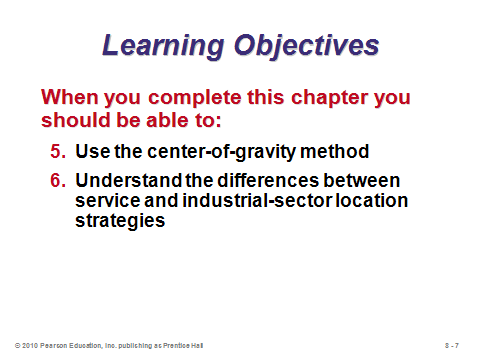 Learning Objectives
When you complete this chapter you
should be able to:
5. Use the center-of-gravity method
6. Understand the differences between
service and industrial-sector location
strategies
© 2010 Pearson Education, Inc. publishing as Prentice Hall
8 - 7